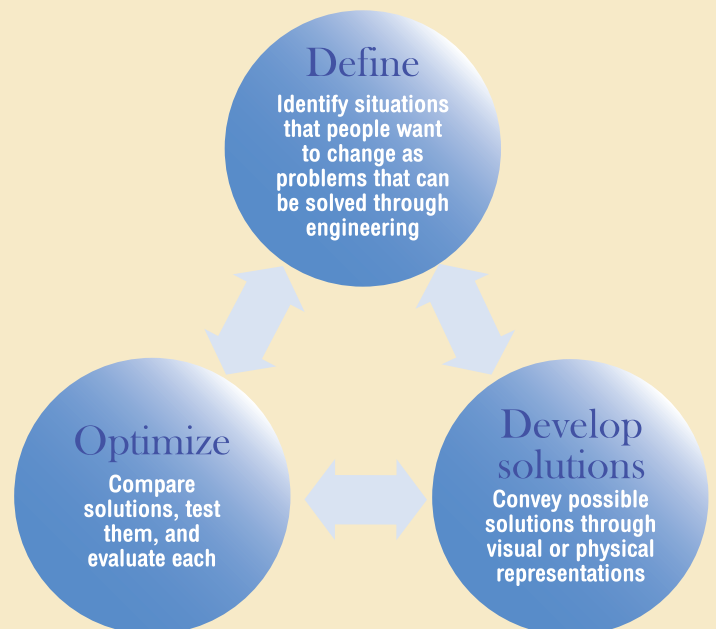 Define
Identify situations
that people want
to change as
problems that can
be solved through
engineering
Optimize
Compare
solutions, test
them, and
evaluate each
Develop
solutions
Convey possible
solutions through
visual or physical
representations